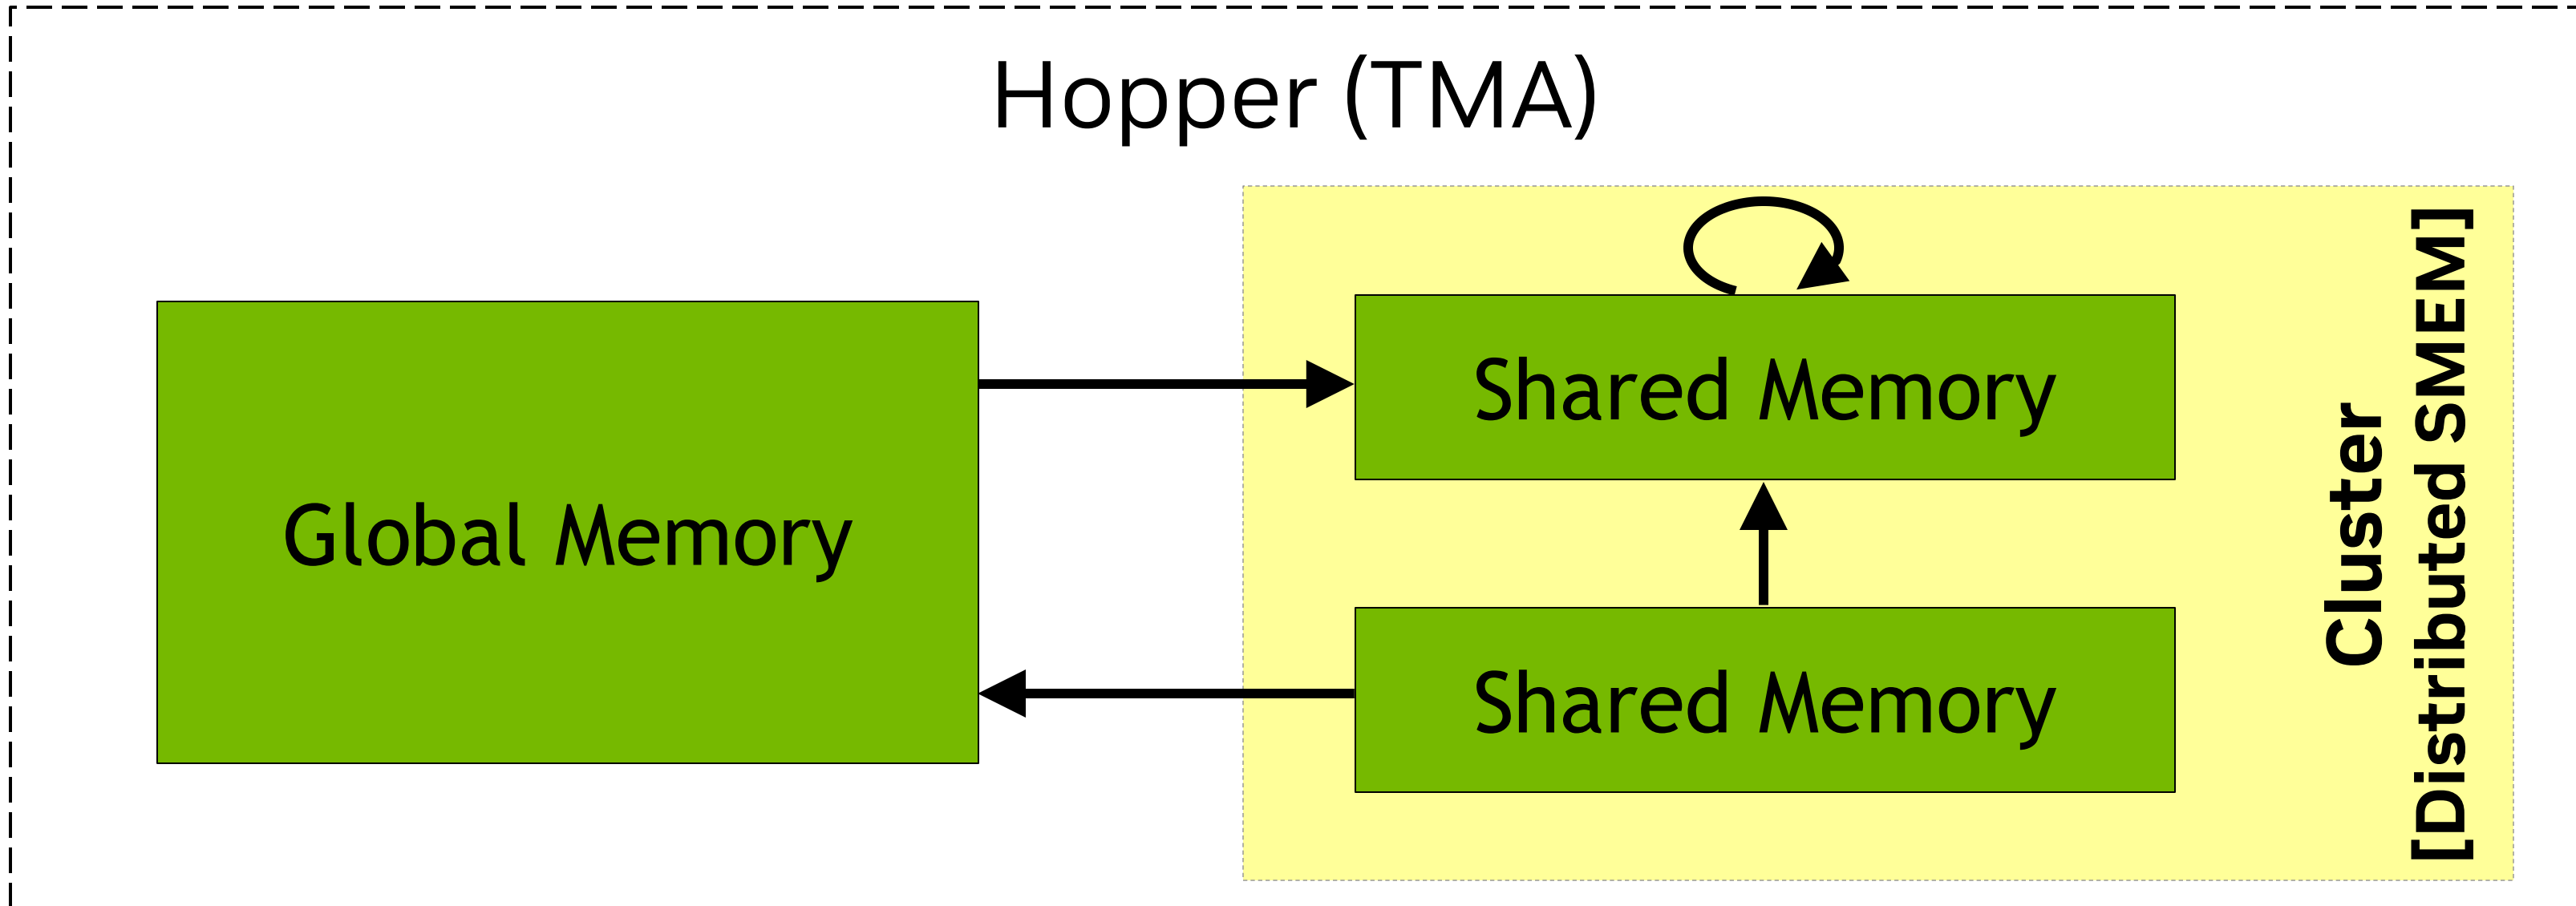 Hopper (TMA)
Global Memory
Shared Memory
Shared Memory
Cluster
[Distributed SMEM]